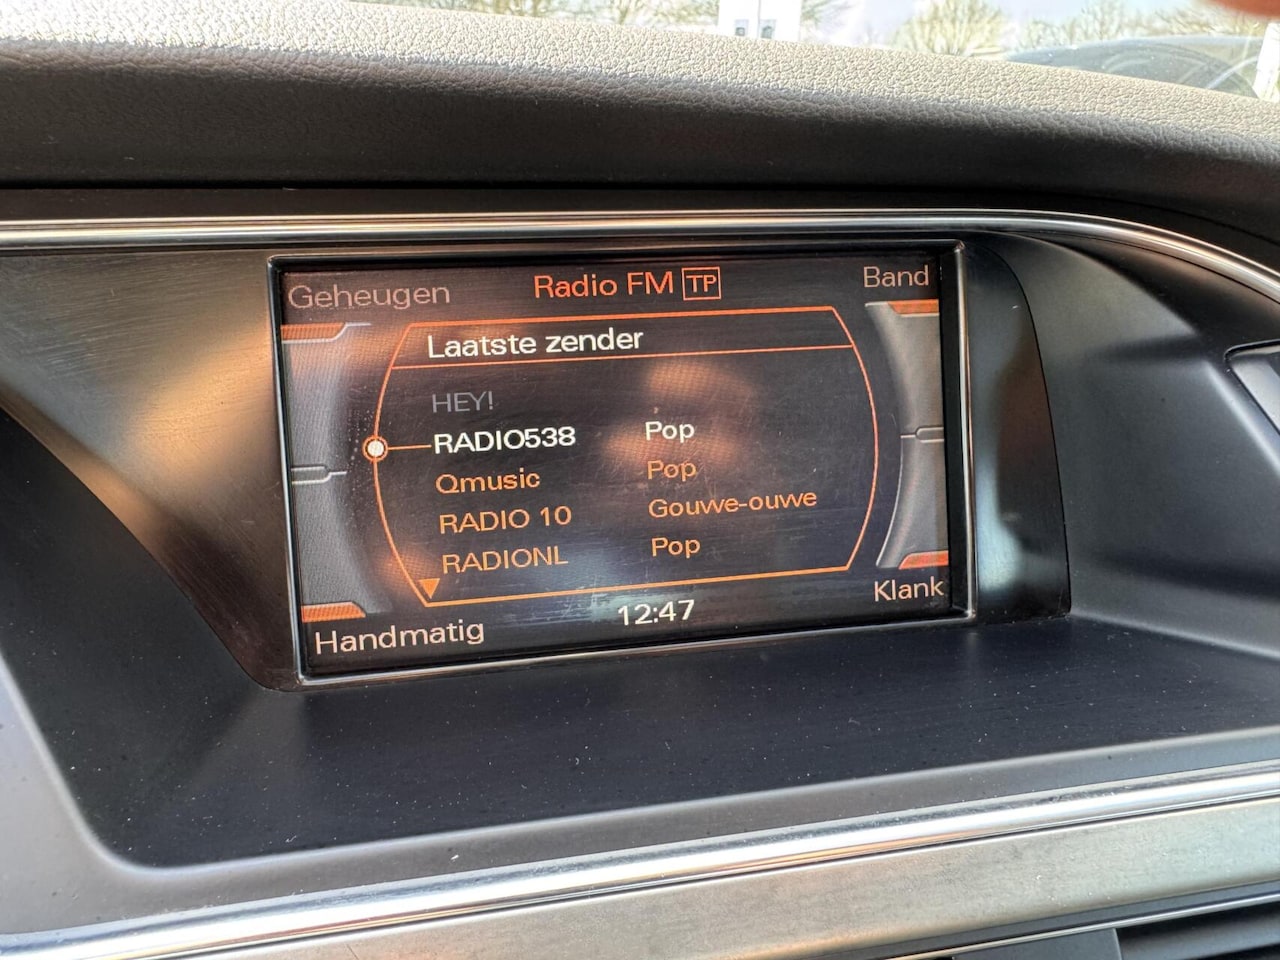 Geheugen Radio FM TP Band
Laatste zender
HEY!
RADIO538 Pop
Qmusic Pop
RADIO 10 Gouwe-ouwe
RADIONL Pop
12:47
Handmatig Klank